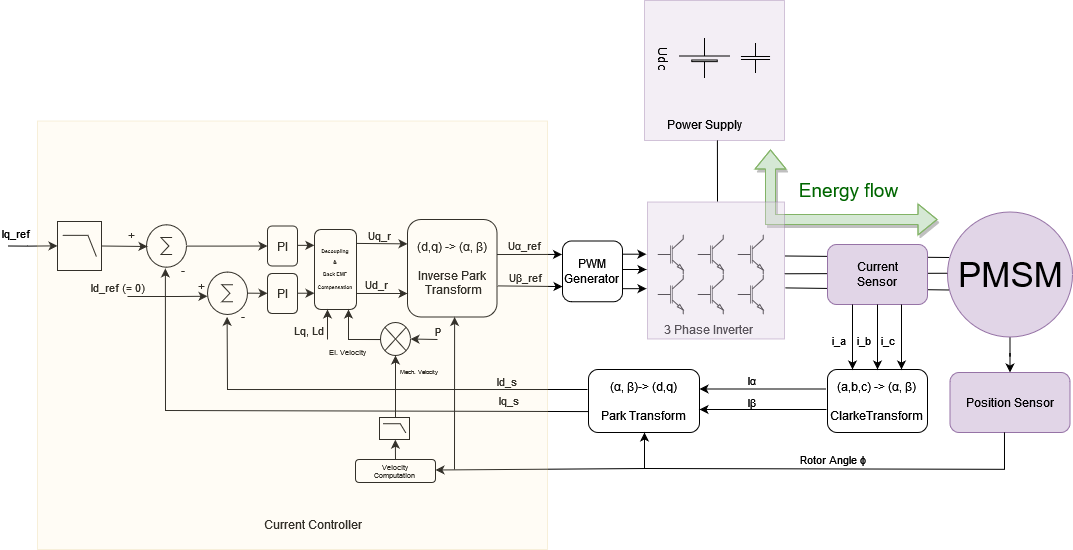 Udc
Power Supply
Energy flow
Iq_ref
+
Σ
-
PI
Decoupling
&
Back EMF
Compensation
Uq_r
Ud_r
(d,q) -> (α, β)
Inverse Park
Transform
Uα_ref
Uβ_ref
PWM
Generator
3 Phase Inverter
Current
Sensor
PMSM
Id_ref (= 0)
+
Σ
-
PI
Lq, Ld
El. Velocity
P
Mech. Velocity
i_a
i_b
i_c
Id_s
Iq_s
(α, β)-> (d,q)
Park Transform
Iα
Iβ
(a,b,c) -> (α, β)
ClarkeTransform
Position Sensor
Velocity
Computation
Rotor Angle ϕ
Current Controller